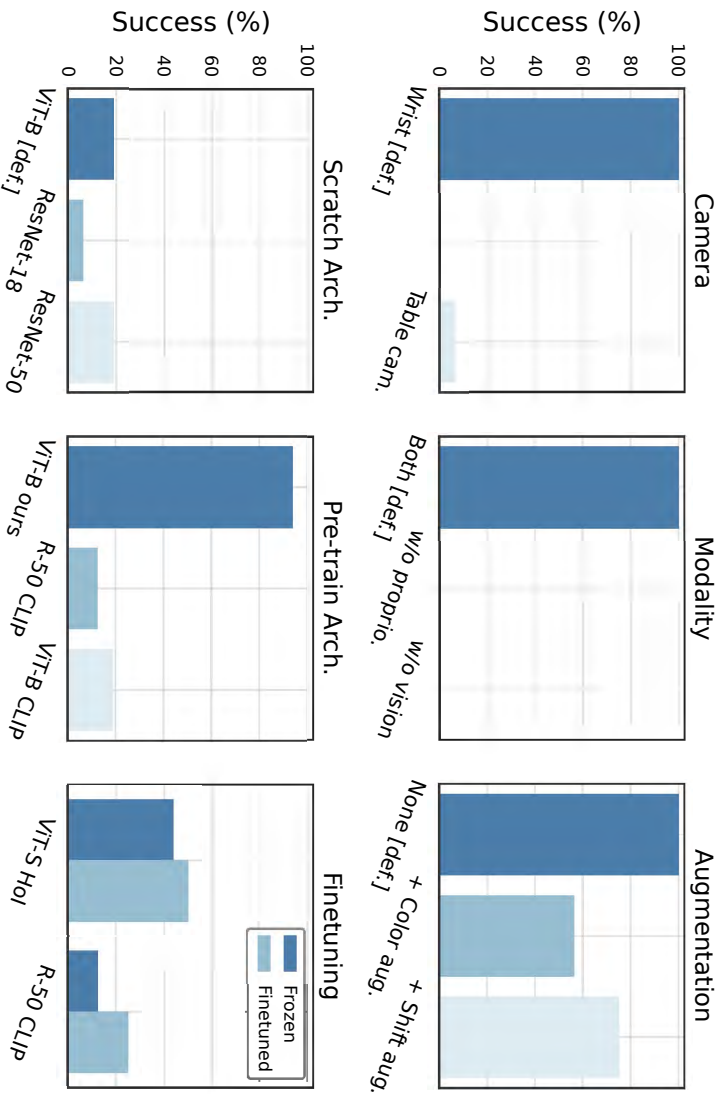 Camera
Success (%)
100
80
60
40
20
0
Wrist [def.]
Table cam.
Modality
Both [def.]
w/o proprio.
w/o vision
Augmentation
None [def.]
+ Color aug.
+ Shift aug.
Scratch Arch.
Success (%)
100
80
60
40
20
0
ViT-B [def.]
ResNet-18
ResNet-50
Pre-train Arch.
ViT-B ours
R-50 CLIP
ViT-B CLIP
Finetuning
Frozen
Finetuned
ViT-S HoI
R-50 CLIP